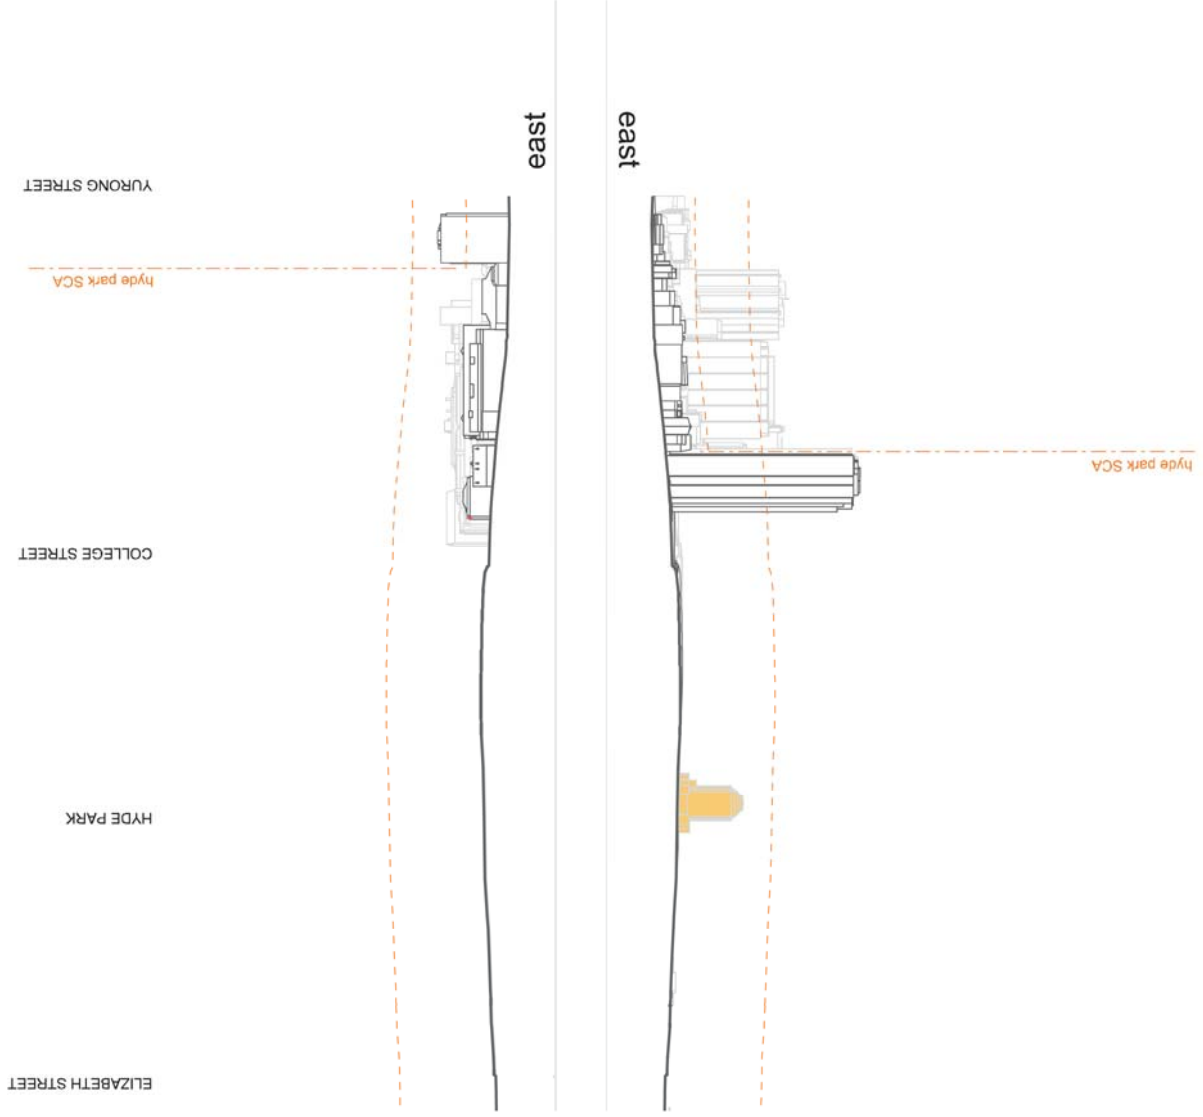 east
east
YURONG STREET
hyde park SCA
hyde park SCA
COLLEGE STREET
HYDE PARK
ELIZABETH STREET